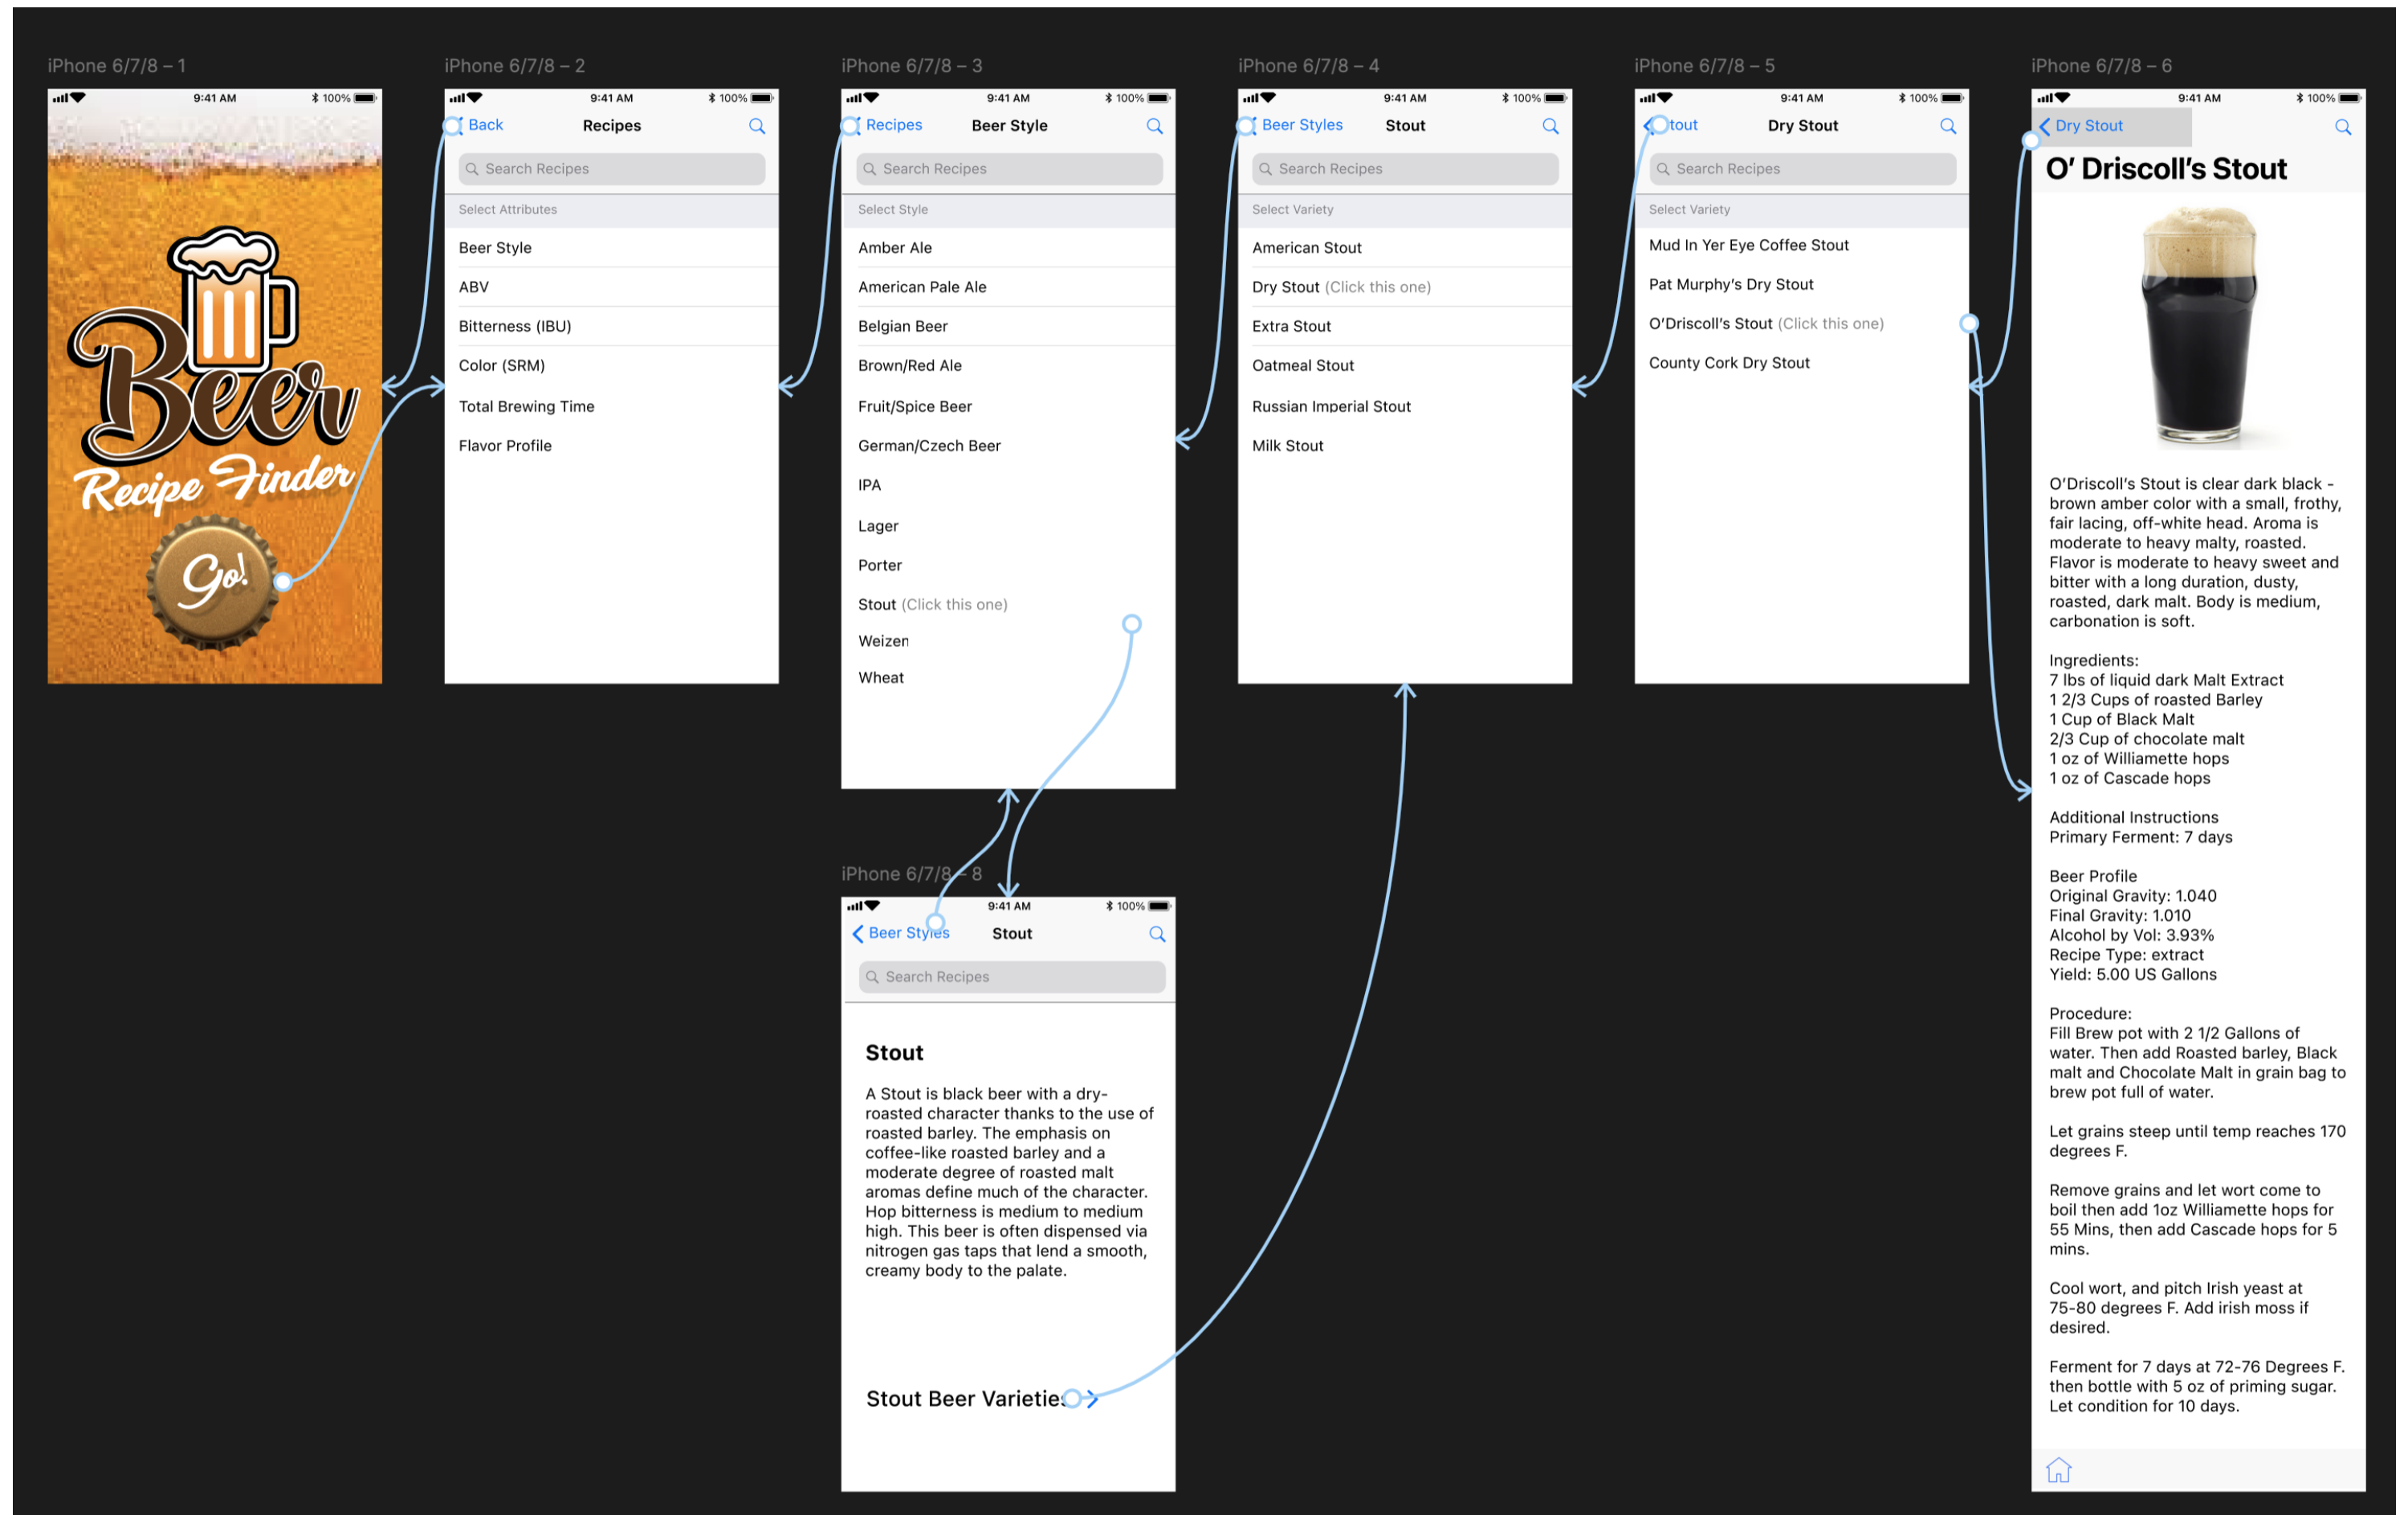 iPhone 6/7/8 – 1
9:41 AM
100%
Beer
Recipe Finder
Go!
iPhone 6/7/8 – 2
9:41 AM
100%
Back
Recipes
Search Recipes
Select Attributes
Beer Style
ABV
Bitterness (IBU)
Color (SRM)
Total Brewing Time
Flavor Profile
iPhone 6/7/8 – 3
9:41 AM
100%
Recipes
Beer Style
Search Recipes
Select Style
Amber Ale
American Pale Ale
Belgian Beer
Brown/Red Ale
Fruit/Spice Beer
German/Czech Beer
IPA
Lager
Porter
Stout (Click this one)
Weizen
Wheat
iPhone 6/7/8 – 8
9:41 AM
100%
Beer Styles
Stout
Search Recipes
Stout
A Stout is black beer with a dry-
roasted character thanks to the use of
roasted barley. The emphasis on
coffee-like roasted barley and a
moderate degree of roasted malt
aromas define much of the character.
Hop bitterness is medium to medium
high. This beer is often dispensed via
nitrogen gas taps that lend a smooth,
creamy body to the palate.
Stout Beer Varieties
iPhone 6/7/8 – 4
9:41 AM
100%
Beer Styles
Stout
Search Recipes
Select Variety
American Stout
Dry Stout (Click this one)
Extra Stout
Oatmeal Stout
Russian Imperial Stout
Milk Stout
iPhone 6/7/8 – 5
9:41 AM
100%
tout
Dry Stout
Search Recipes
Select Variety
Mud In Yer Eye Coffee Stout
Pat Murphy's Dry Stout
O'Driscoll's Stout (Click this one)
County Cork Dry Stout
iPhone 6/7/8 – 6
9:41 AM
100%
Dry Stout
O' Driscoll's Stout
O'Driscoll's Stout is clear dark black -
brown amber color with a small, frothy,
fair lacing, off-white head. Aroma is
moderate to heavy malty, roasted.
Flavor is moderate to heavy sweet and
bitter with a long duration, dusty,
roasted, dark malt. Body is medium,
carbonation is soft.
Ingredients:
7 lbs of liquid dark Malt Extract
1 2/3 Cups of roasted Barley
1 Cup of Black Malt
2/3 Cup of chocolate malt
1 oz of Williamette hops
1 oz of Cascade hops
Additional Instructions
Primary Ferment: 7 days
Beer Profile
Original Gravity: 1.040
Final Gravity: 1.010
Alcohol by Vol: 3.93%
Recipe Type: extract
Yield: 5.00 US Gallons
Procedure:
Fill Brew pot with 2 1/2 Gallons of
water. Then add Roasted barley, Black
malt and Chocolate Malt in grain bag to
brew pot full of water.
Let grains steep until temp reaches 170
degrees F.
Remove grains and let wort come to
boil then add 1oz Williamette hops for
55 Mins, then add Cascade hops for 5
mins.
Cool wort, and pitch Irish yeast at
75-80 degrees F. Add irish moss if
desired.
Ferment for 7 days at 72-76 Degrees F.
then bottle with 5 oz of priming sugar.
Let condition for 10 days.